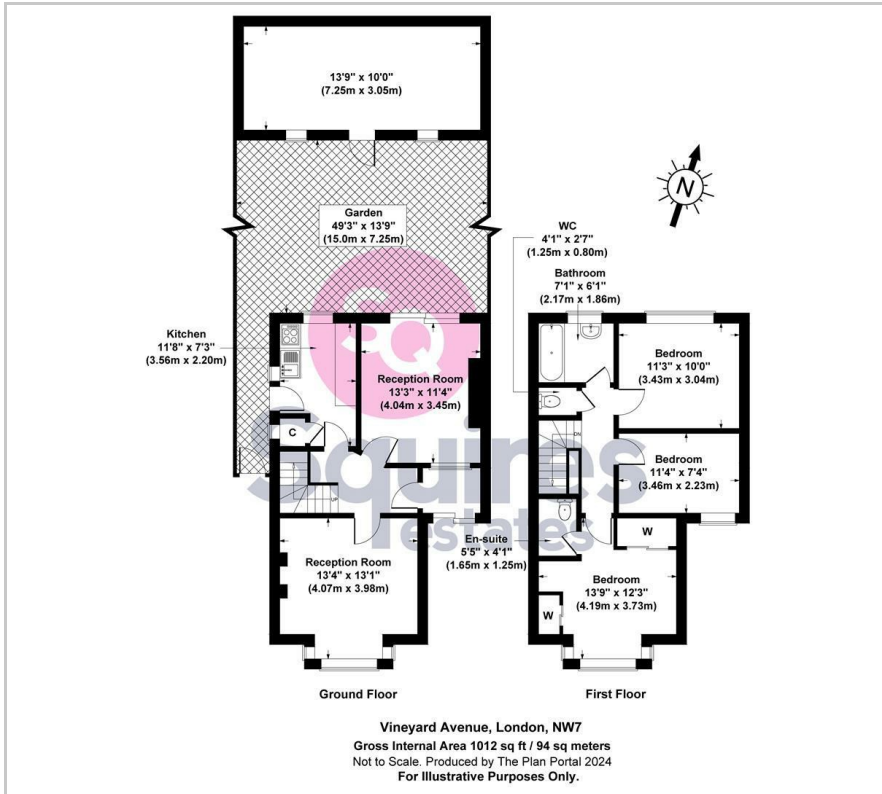 13'9" x 10'0"
(7.25m x 3.05m)
Garden
49'3" x 13'9"
(15.0m x 7.25m)
N
WC
4'1" x 2'7"
(1.25m x 0.80m)
Bathroom
7'1" x 6'1"
(2.17m x 1.86m)
Kitchen
11'8" x 7'3"
(3.56m x 2.20m)
SQ
Reception Room
13'3" x 11'4"
(4.04m x 3.45m)
Bedroom
11'3" x 10'0"
(3.43m x 3.04m)
C
DN
Bedroom
11'4" x 7'4"
(3.46m x 2.23m)
Squires
estates
UP
En-suite
5'5" x 4'1"
(1.65m x 1.25m)
W
Reception Room
13'4" x 13'1"
(4.07m x 3.98m)
Bedroom
13'9" x 12'3"
(4.19m x 3.73m)
W
Ground Floor
First Floor
Vineyard Avenue, London, NW7
Gross Internal Area 1012 sq ft / 94 sq meters
Not to Scale. Produced by The Plan Portal 2024
For Illustrative Purposes Only.